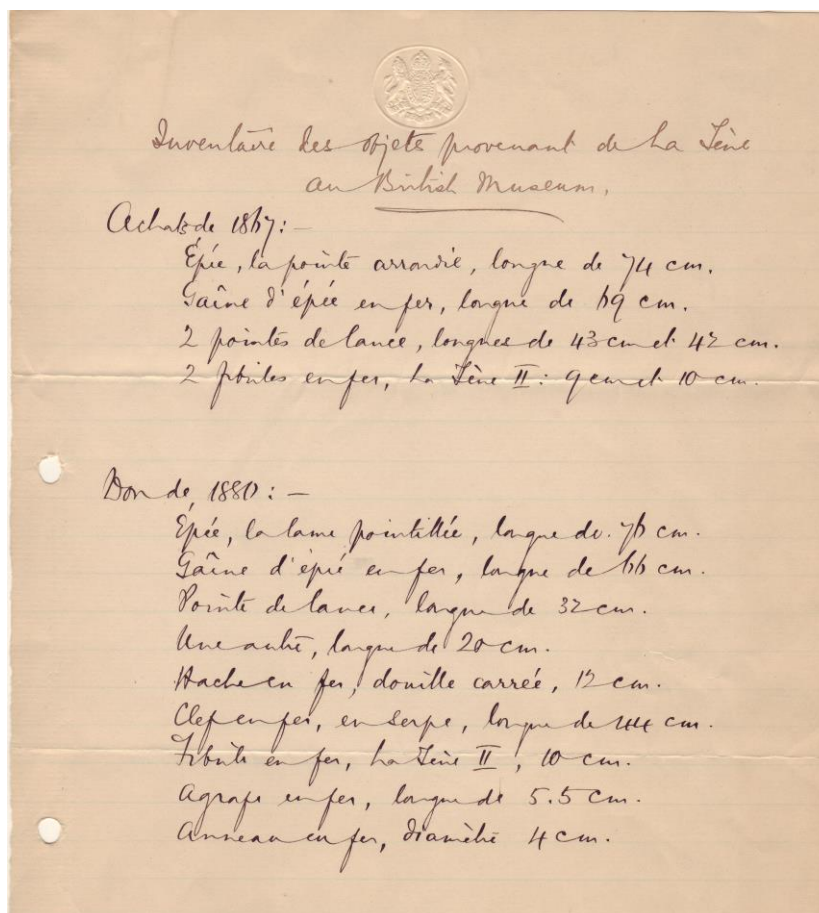 Inventaire des objets provenant de La Tène
au British Museum.
Achats de 1867: —
Épée, la pointe arrondie, longue de 74 cm.
Gaîne d'épée en fer, longue de 69 cm.
2 pointes de lance, longues de 43 cm et 42 cm.
2 fibules en fer, La Tène II: 9 cm et 10 cm.
Don de 1880: —
Épée, la lame pointillée, longue de 76 cm.
Gaîne d'épée en fer, longue de 66 cm.
Pointe de lance, longue de 32 cm.
Une autre, longue de 20 cm.
Hache en fer, douille carrée, 12 cm.
Clef en fer, en serpe, longue de 44 cm.
Fibule en fer, La Tène II, 10 cm.
Agrafe en fer, longue de 5.5 cm.
Anneau en fer, diamètre 4 cm.